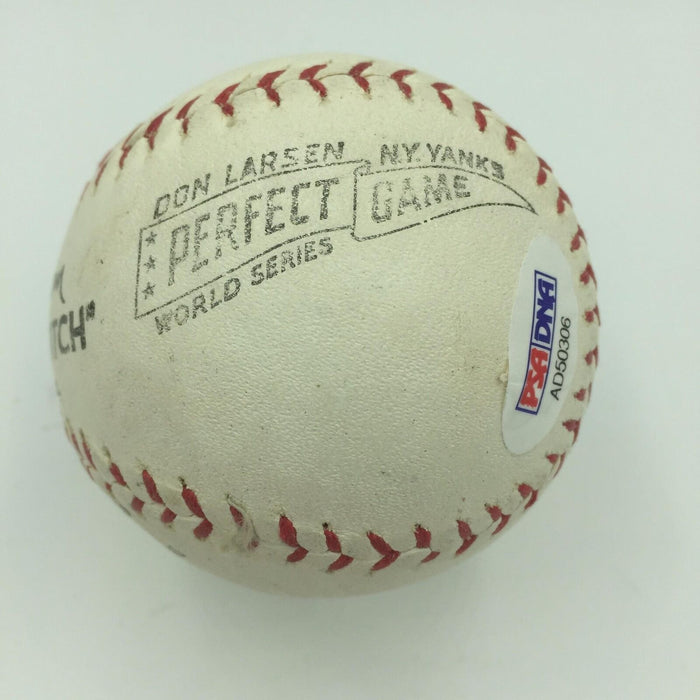 DON LARSEN N.Y. YANKS
PERFECT GAME
WORLD SERIES
TCH"
PSA/DNA
AD50306